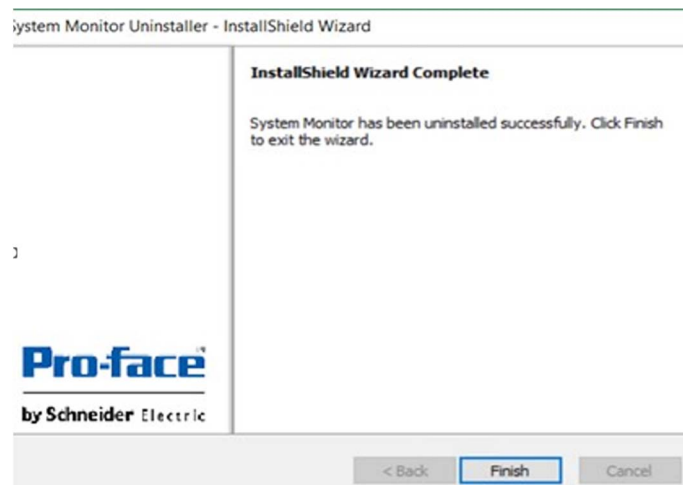 System Monitor Uninstaller - InstallShield Wizard
InstallShield Wizard Complete
System Monitor has been uninstalled successfully. Click Finish
to exit the wizard.
Pro-face
by Schneider Electric
< Back
Finish
Cancel